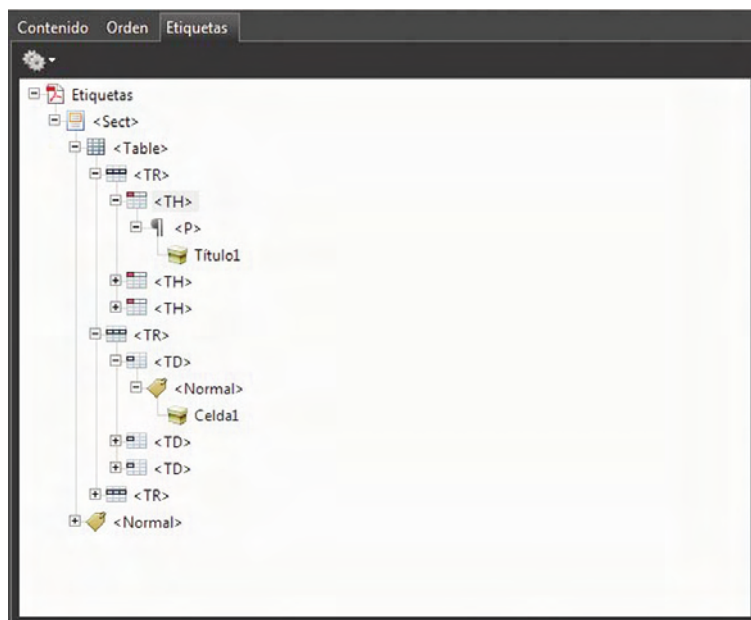 Contenido Orden Etiquetas
Etiquetas
<Sect>
<Table>
<TR>
<TH>
<P>
Título1
<TH>
<TH>
<TR>
<TD>
<Normal>
Celda1
<TD>
<TD>
<TR>
<Normal>